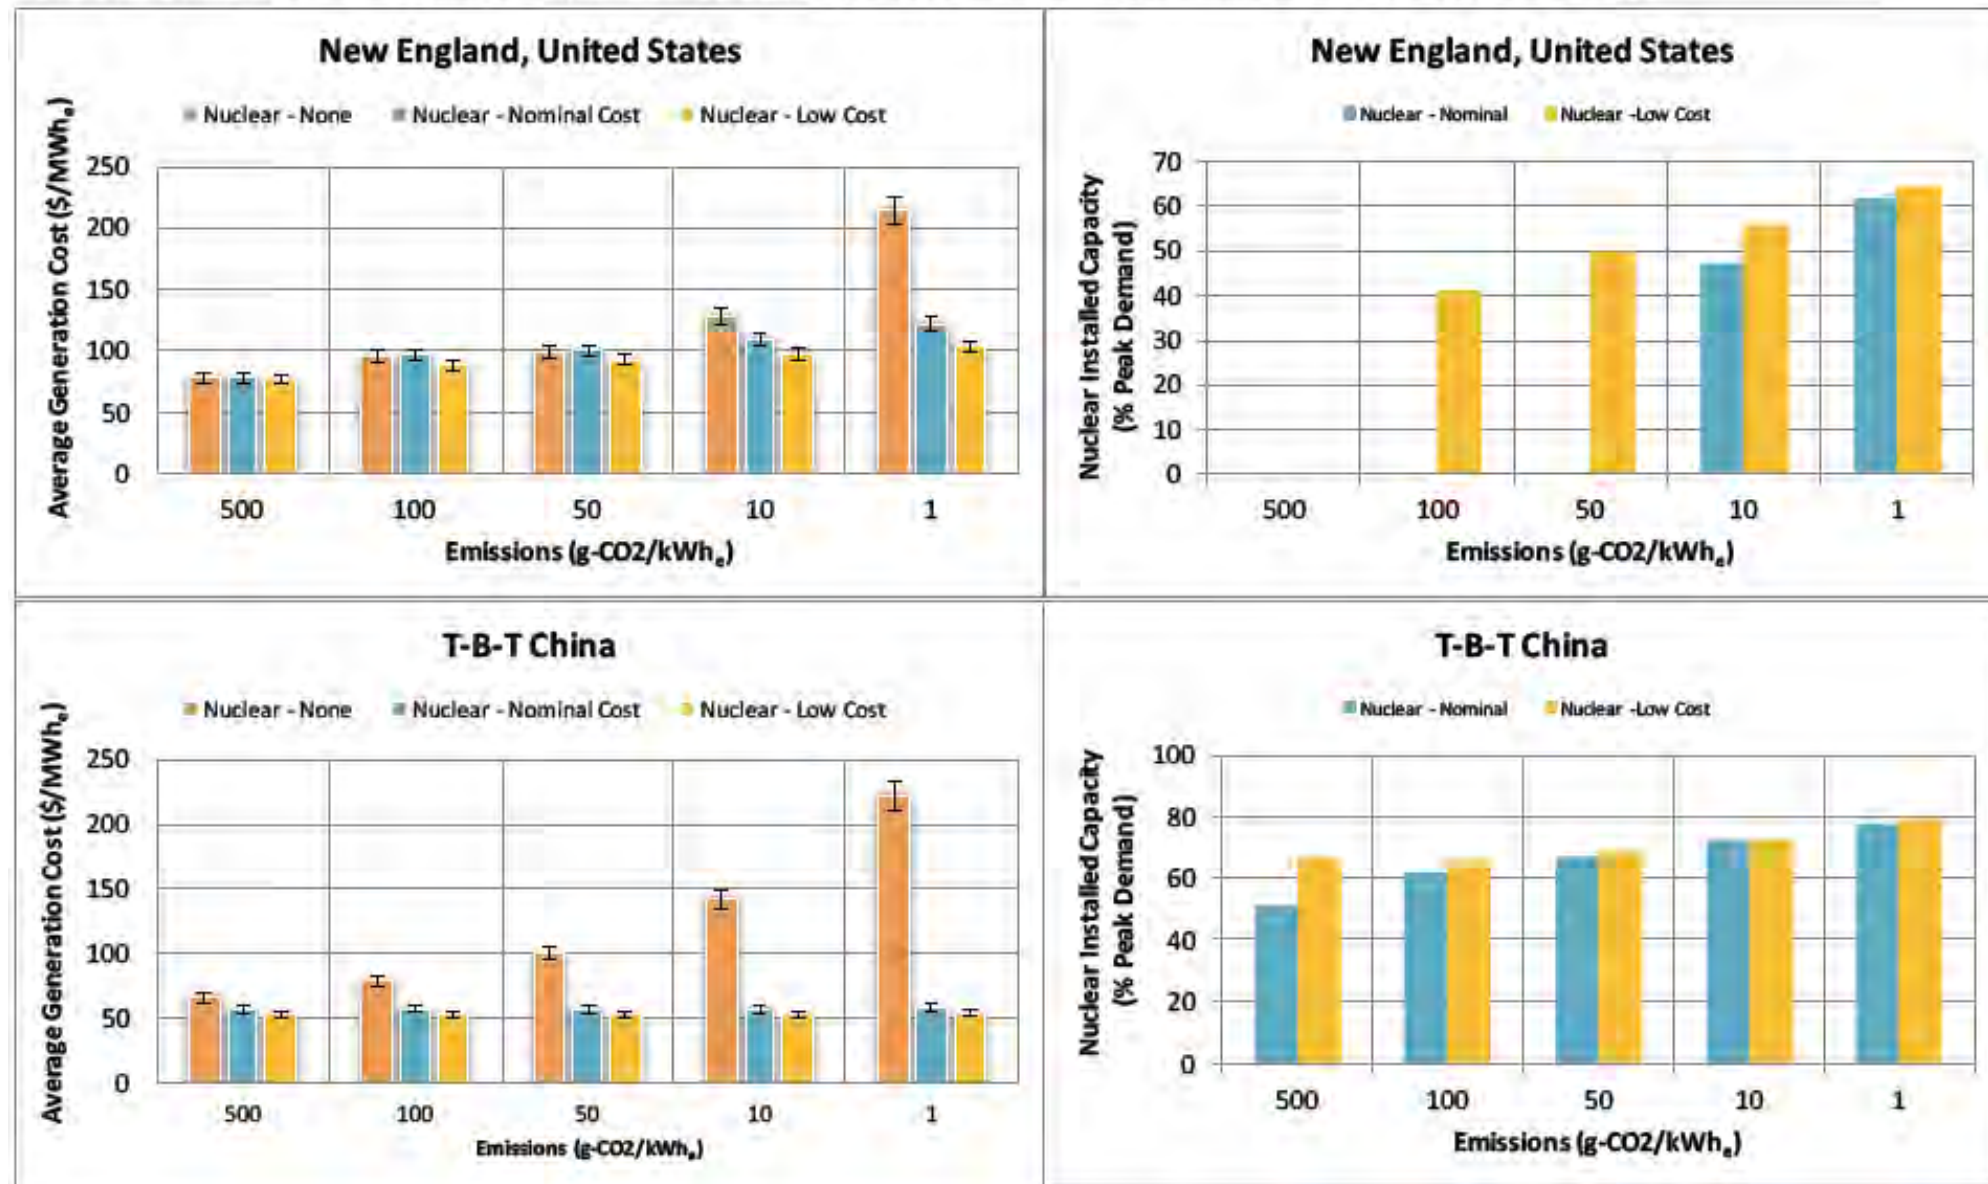 New England, United States
Nuclear - None Nuclear - Nominal Cost Nuclear - Low Cost
Average Generation Cost ($/MWhₑ)
250
200
150
100
50
0
500 100 50 10 1
Emissions (g-CO2/kWhₑ)
New England, United States
Nuclear - Nominal Nuclear -Low Cost
Nuclear Installed Capacity
(% Peak Demand)
70
60
50
40
30
20
10
0
500 100 50 10 1
Emissions (g-CO2/kWhₑ)
T-B-T China
Nuclear - None Nuclear - Nominal Cost Nuclear - Low Cost
Average Generation Cost ($/MWhₑ)
250
200
150
100
50
0
500 100 50 10 1
Emissions (g-CO2/kWhₑ)
T-B-T China
Nuclear - Nominal Nuclear -Low Cost
Nuclear Installed Capacity
(% Peak Demand)
100
80
60
40
20
0
500 100 50 10 1
Emissions (g-CO2/kWhₑ)